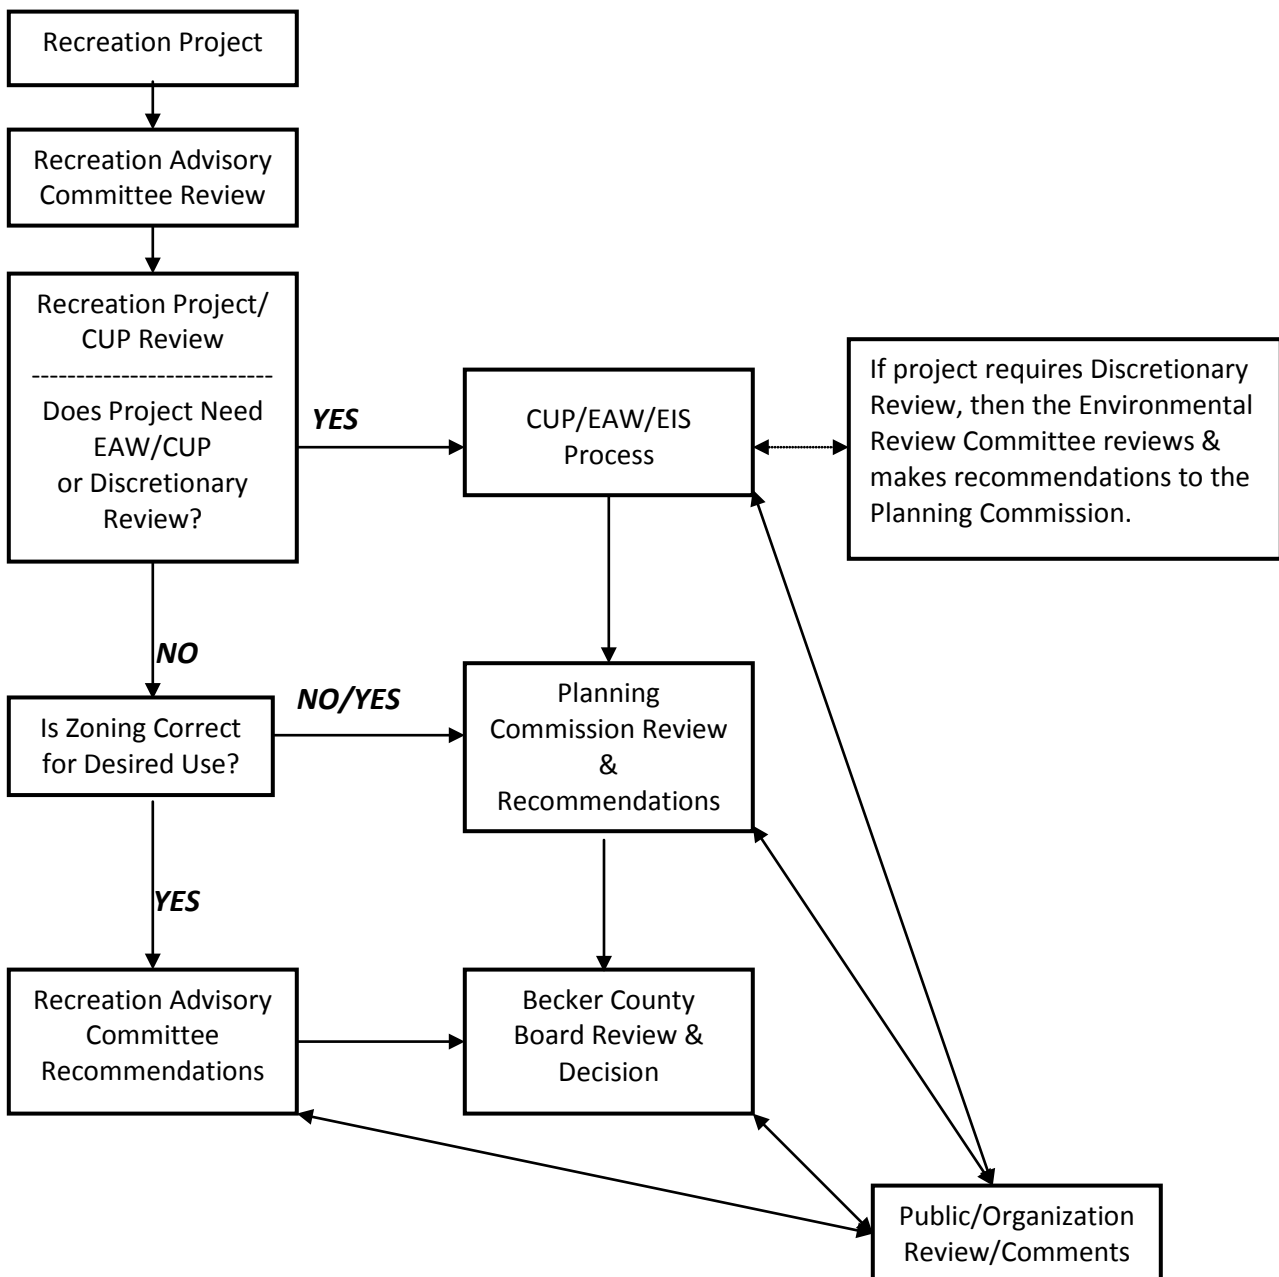 Recreation Project
Recreation Advisory
Committee Review
Recreation Project/
CUP Review
---------------------------
Does Project Need
EAW/CUP
or Discretionary
Review?
YES
CUP/EAW/EIS
Process
If project requires Discretionary
Review, then the Environmental
Review Committee reviews &
makes recommendations to the
Planning Commission.
NO
Is Zoning Correct
for Desired Use?
NO/YES
Planning
Commission Review
&
Recommendations
YES
Recreation Advisory
Committee
Recommendations
Becker County
Board Review &
Decision
Public/Organization
Review/Comments